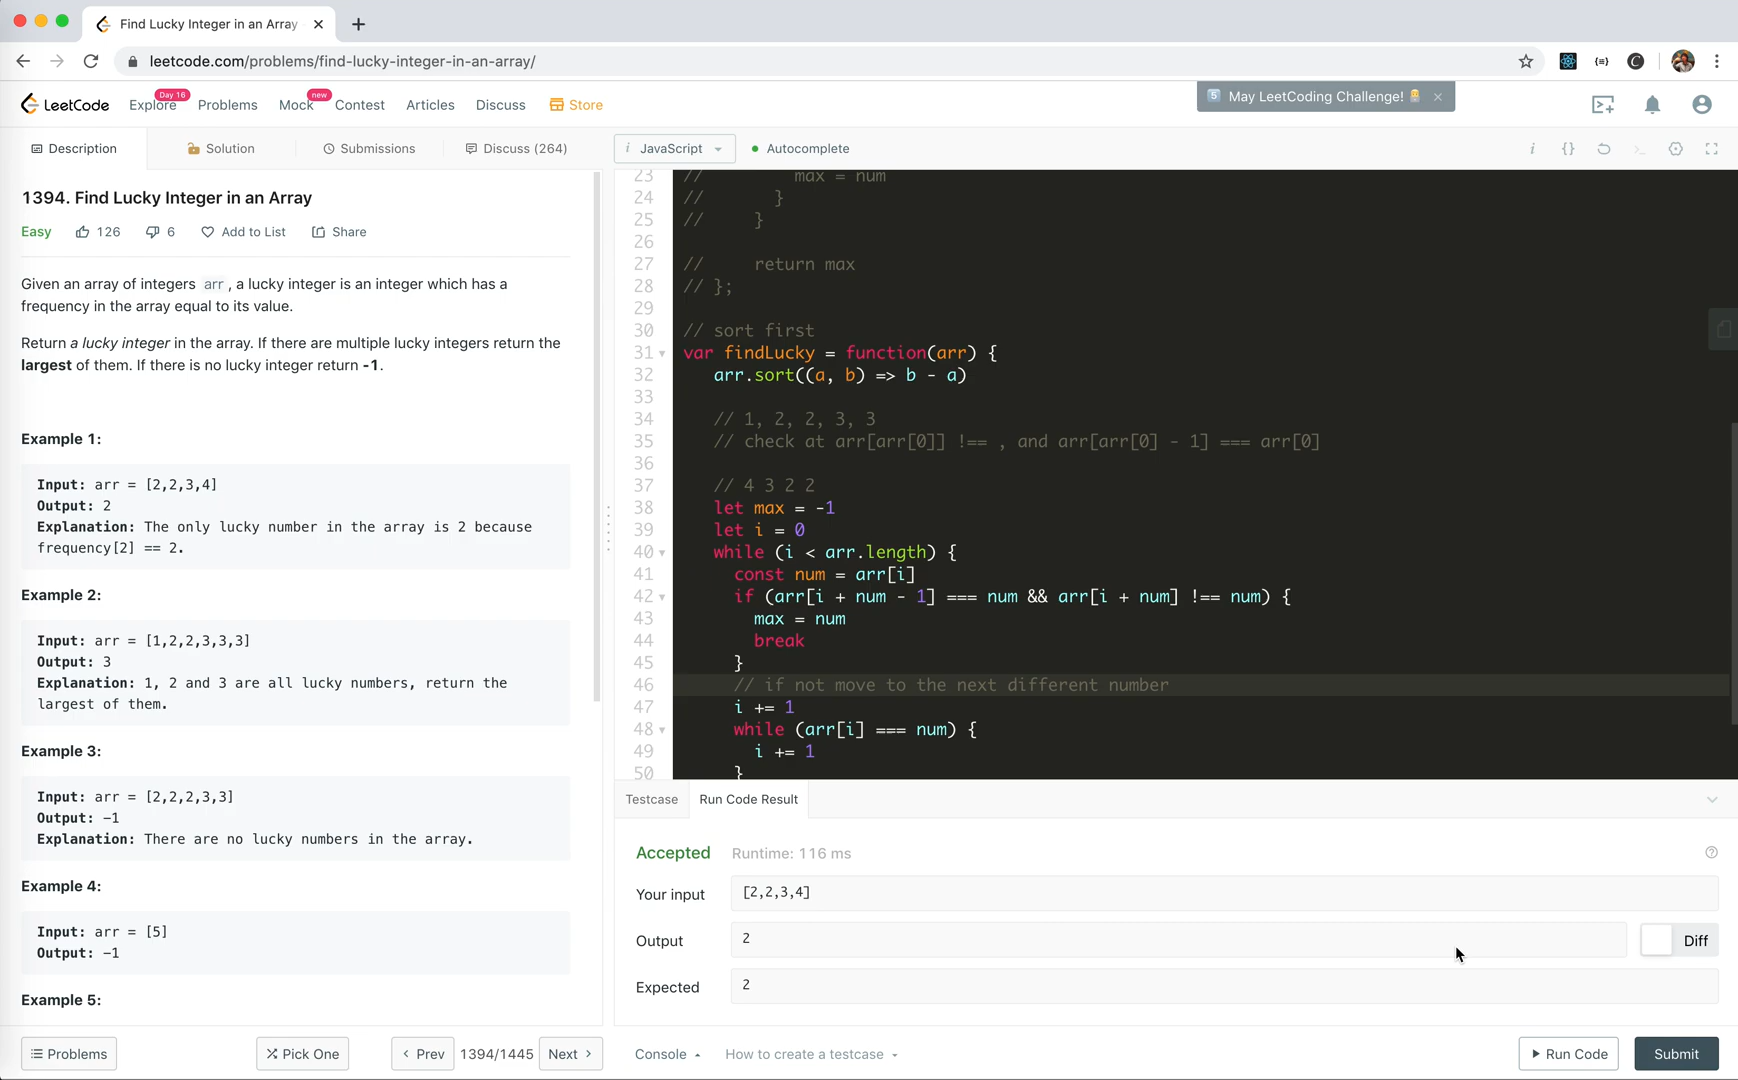 Find Lucky Integer in an Array
leetcode.com/problems/find-lucky-integer-in-an-array/
LeetCode
Explore
Day 16
Problems
Mock
new
Contest
Articles
Discuss
Store
May LeetCoding Challenge!
Description
Solution
Submissions
Discuss (264)
i JavaScript
Autocomplete
1394. Find Lucky Integer in an Array
Easy 126 6 Add to List Share
Given an array of integers arr, a lucky integer is an integer which has a
frequency in the array equal to its value.
Return a lucky integer in the array. If there are multiple lucky integers return the
largest of them. If there is no lucky integer return -1.
Example 1:
Input: arr = [2,2,3,4]
Output: 2
Explanation: The only lucky number in the array is 2 because
frequency[2] == 2.
Example 2:
Input: arr = [1,2,2,3,3,3]
Output: 3
Explanation: 1, 2 and 3 are all lucky numbers, return the
largest of them.
Example 3:
Input: arr = [2,2,2,3,3]
Output: -1
Explanation: There are no lucky numbers in the array.
Example 4:
Input: arr = [5]
Output: -1
Example 5:
Problems
Pick One
Prev
1394/1445
Next
23 // max = num
24 // }
25 // }
26
27 // return max
28 // };
29
30 // sort first
31 var findLucky = function(arr) {
32 arr.sort((a, b) => b - a)
33
34 // 1, 2, 2, 3, 3
35 // check at arr[arr[0]] !== , and arr[arr[0] - 1] === arr[0]
36
37 // 4 3 2 2
38 let max = -1
39 let i = 0
40 while (i < arr.length) {
41 const num = arr[i]
42 if (arr[i + num - 1] === num && arr[i + num] !== num) {
43 max = num
44 break
45 }
46 // if not move to the next different number
47 i += 1
48 while (arr[i] === num) {
49 i += 1
50 }
Testcase
Run Code Result
Accepted Runtime: 116 ms
Your input [2,2,3,4]
Output 2 Diff
Expected 2
Console
How to create a testcase
Run Code
Submit